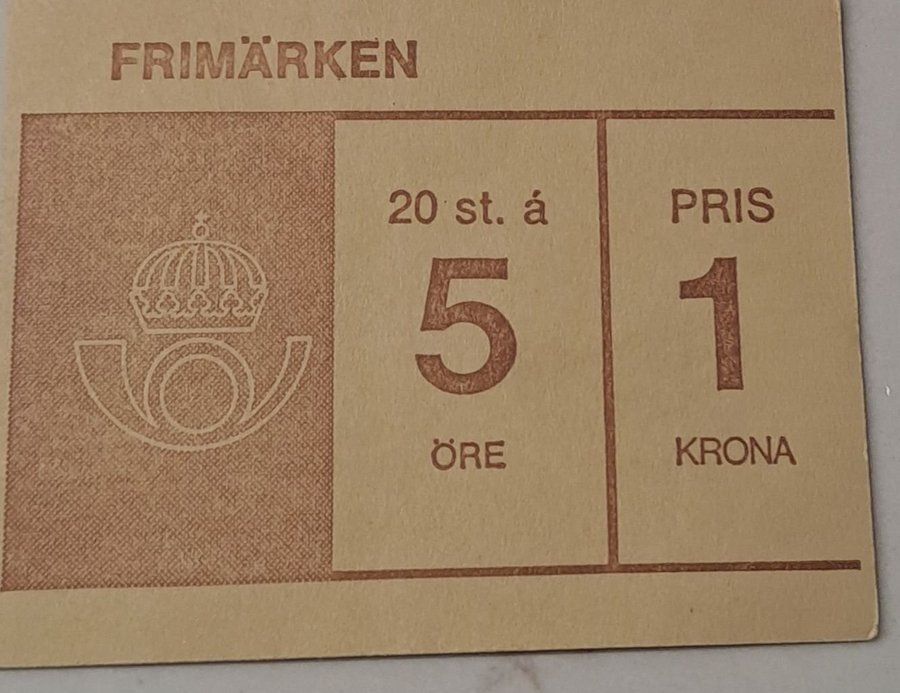 FRIMÄRKEN
20 st. á
5
ÖRE
PRIS
1
KRONA